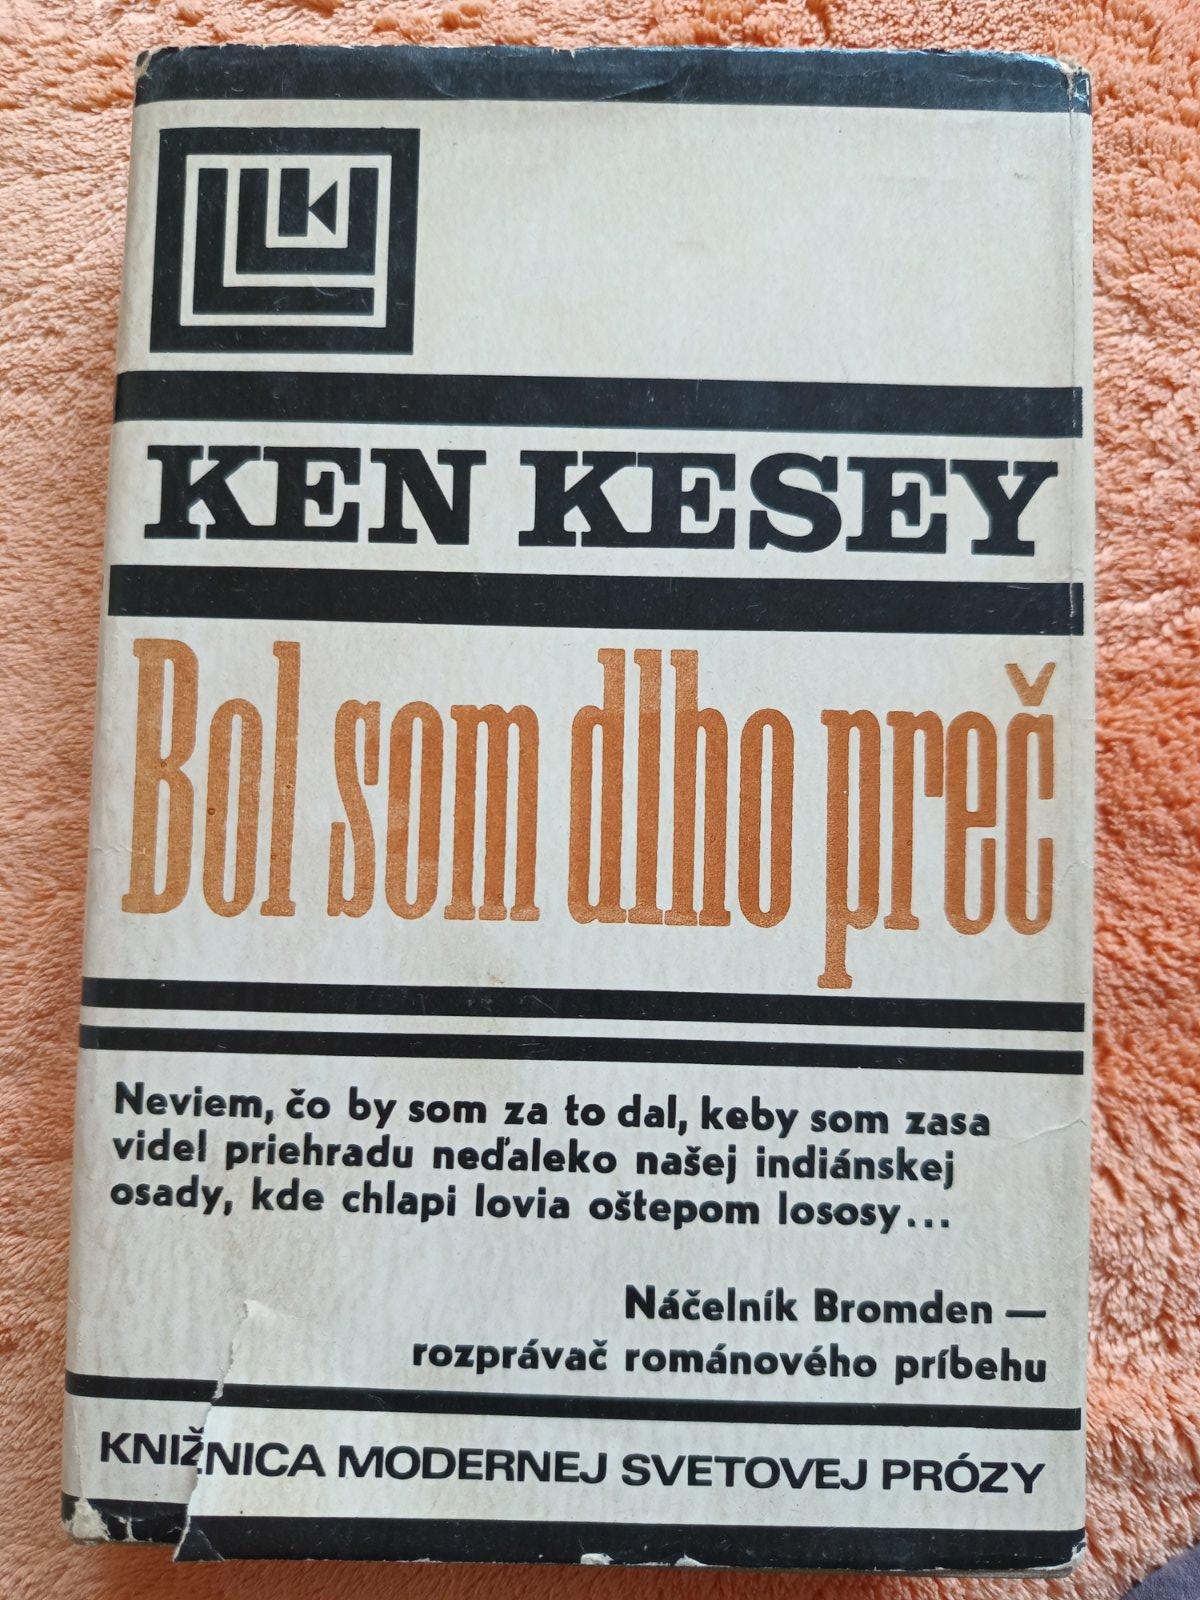 KEN KESEY
Bol som dlho preč
Neviem, čo by som za to dal, keby som zasa
videl priehradu neďaleko našej indiánskej
osady, kde chlapi lovia oštepom lososy...
Náčelník Bromden —
rozprávač románového príbehu
KNIŽNICA MODERNEJ SVETOVEJ PRÓZY